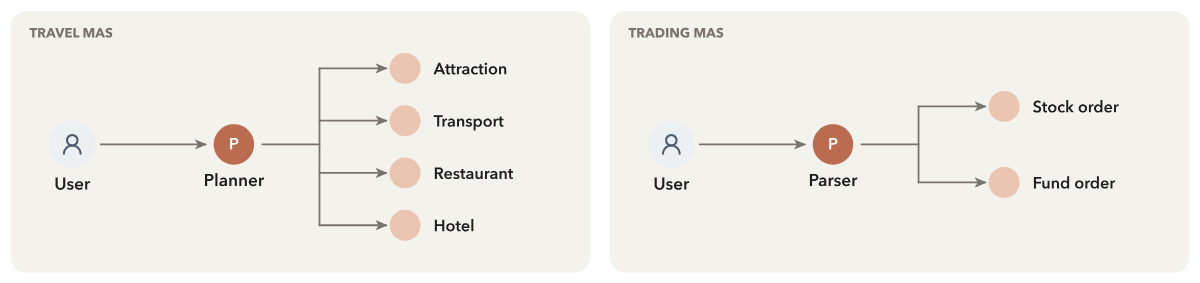 TRAVEL MAS
User
P
Planner
Attraction
Transport
Restaurant
Hotel
TRADING MAS
User
P
Parser
Stock order
Fund order